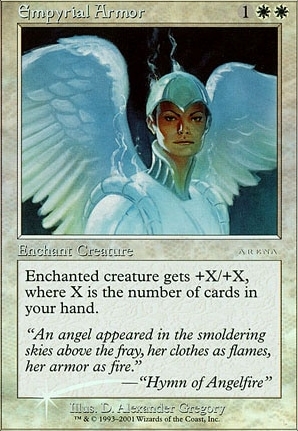 Empyrial Armor 1
Enchant Creature ARENA
Enchanted creature gets +X/+X,
where X is the number of cards in
your hand.
“An angel appeared in the smoldering
skies above the fray, her clothes as flames,
her armor as fire.”
—“Hymn of Angelfire”
Illus. D. Alexander Gregory
™ & © 1993–2001 Wizards of the Coast, Inc.